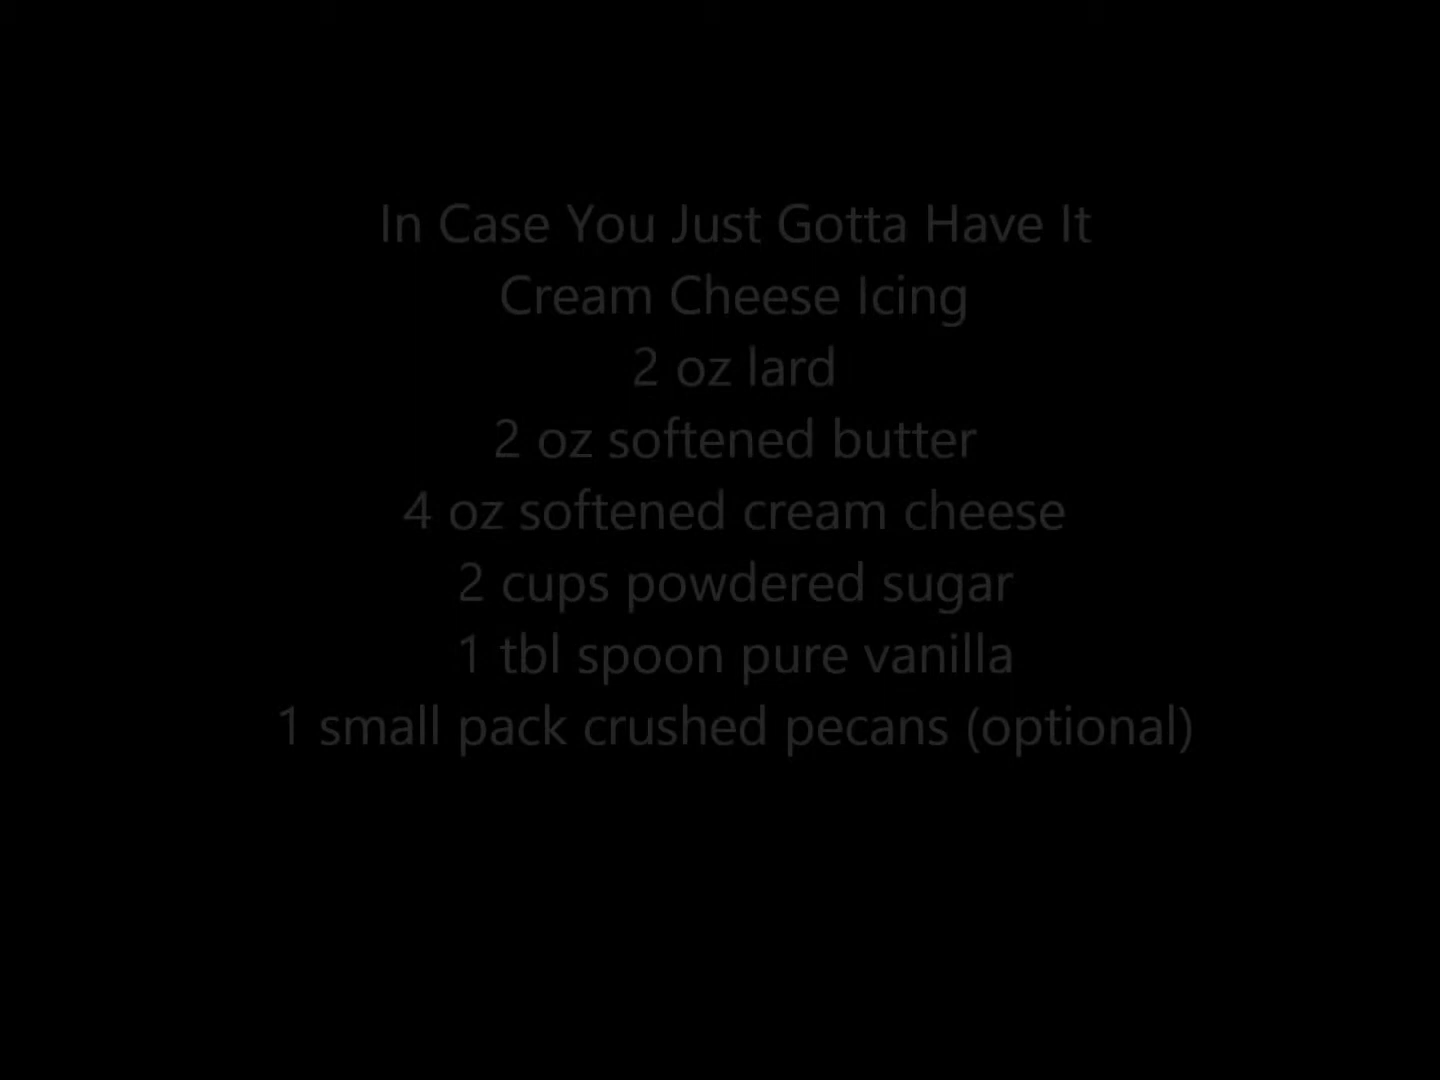 In Case You Just Gotta Have It
Cream Cheese Icing
2 oz lard
2 oz softened butter
4 oz softened cream cheese
2 cups powdered sugar
1 tbl spoon pure vanilla
1 small pack crushed pecans (optional)